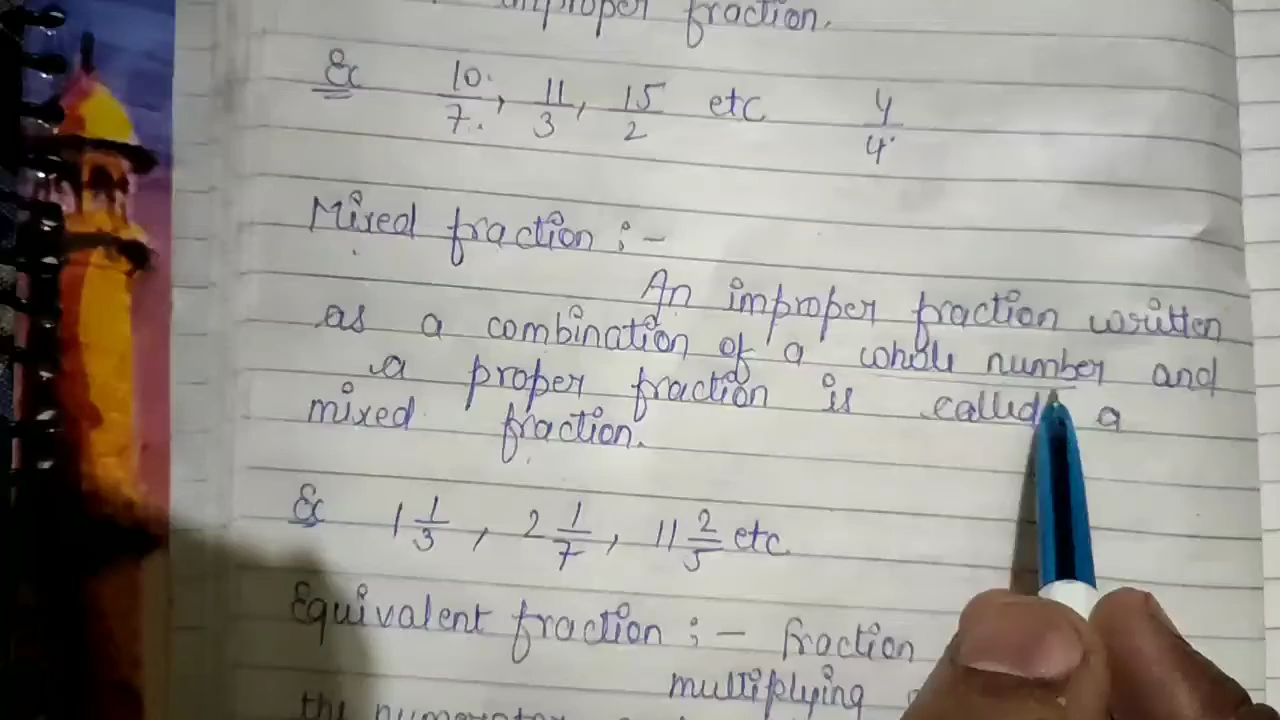 improper fraction.
Ex 10/7, 11/3, 15/2 etc 4/4
Mixed fraction :-
An improper fraction written
as a combination of a whole number and
a proper fraction is called a
mixed fraction.
Ex 1 1/3, 2 1/7, 11 2/5 etc
Equivalent fraction :- fraction
multiplying
the numerator